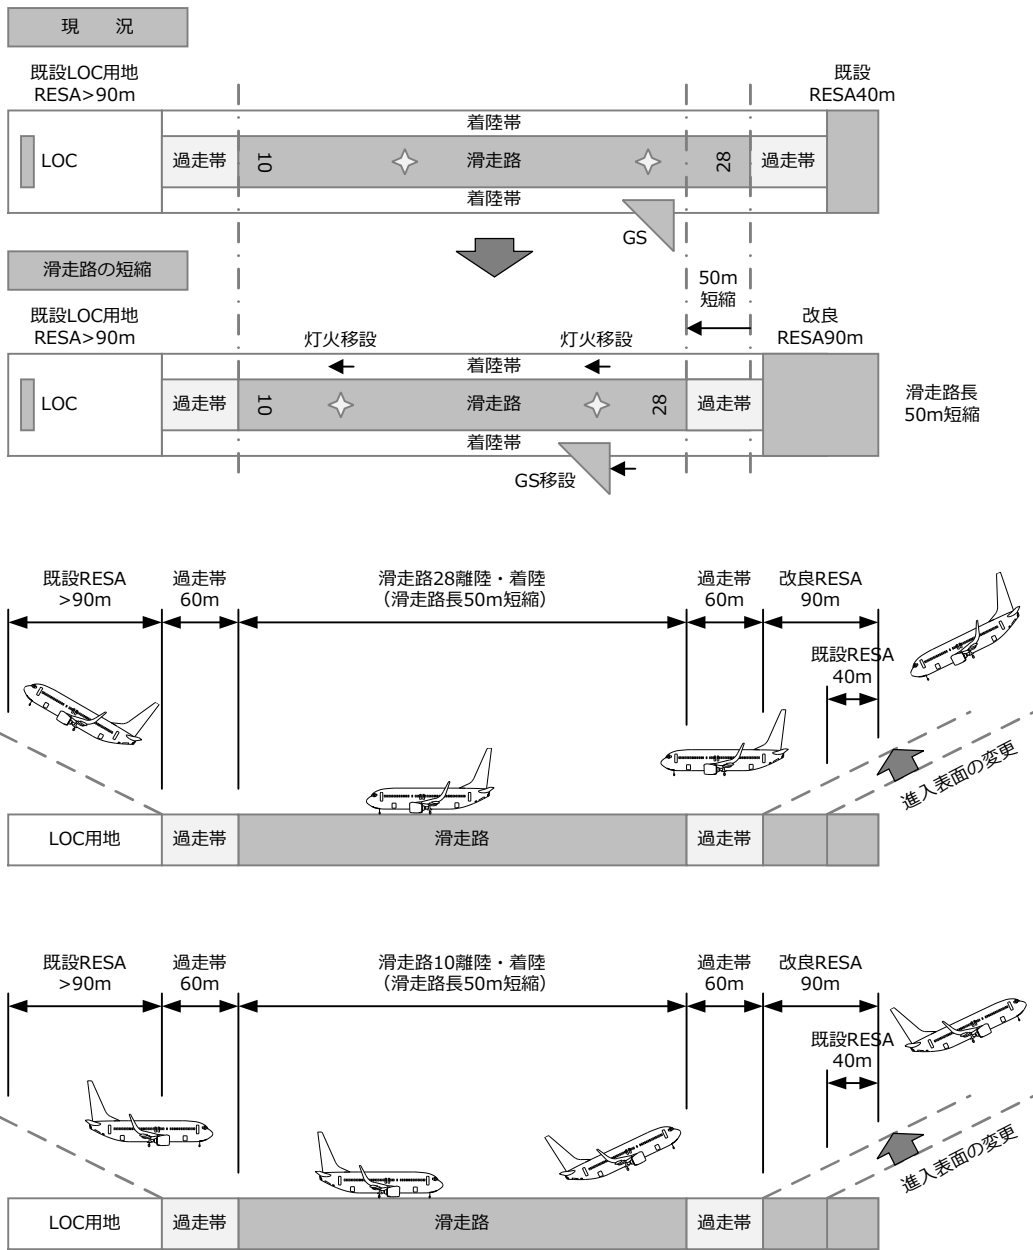 現　　況
既設LOC用地
RESA>90m
既設
RESA40m
着陸帯
LOC
過走帯
10
滑走路
28
過走帯
着陸帯
GS
滑走路の短縮
50m
短縮
既設LOC用地
RESA>90m
改良
RESA90m
灯火移設
灯火移設
着陸帯
LOC
過走帯
10
滑走路
28
過走帯
滑走路長
50m短縮
着陸帯
GS移設
既設RESA
>90m
過走帯
60m
滑走路28離陸・着陸
（滑走路長50m短縮）
過走帯
60m
改良RESA
90m
既設RESA
40m
進入表面の変更
LOC用地
過走帯
滑走路
過走帯
既設RESA
>90m
過走帯
60m
滑走路10離陸・着陸
（滑走路長50m短縮）
過走帯
60m
改良RESA
90m
既設RESA
40m
進入表面の変更
LOC用地
過走帯
滑走路
過走帯